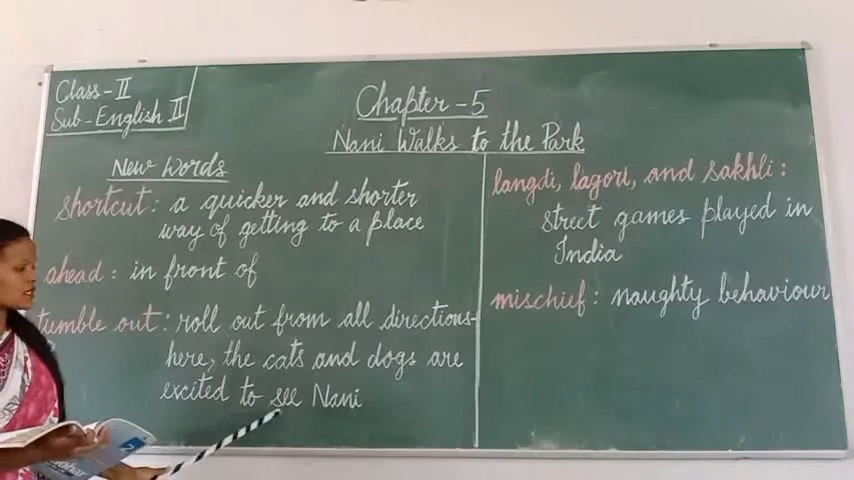 Class-II
Sub-English II
Chapter-5
Nani Walks to the Park
New Words
shortcut: a quicker and shorter
way of getting to a place
ahead: in front of
tumble out: roll out from all directions-
here, the cats and dogs are
excited to see Nani
langdi, lagori, and sakhli:
street games played in
India
mischief: naughty behaviour